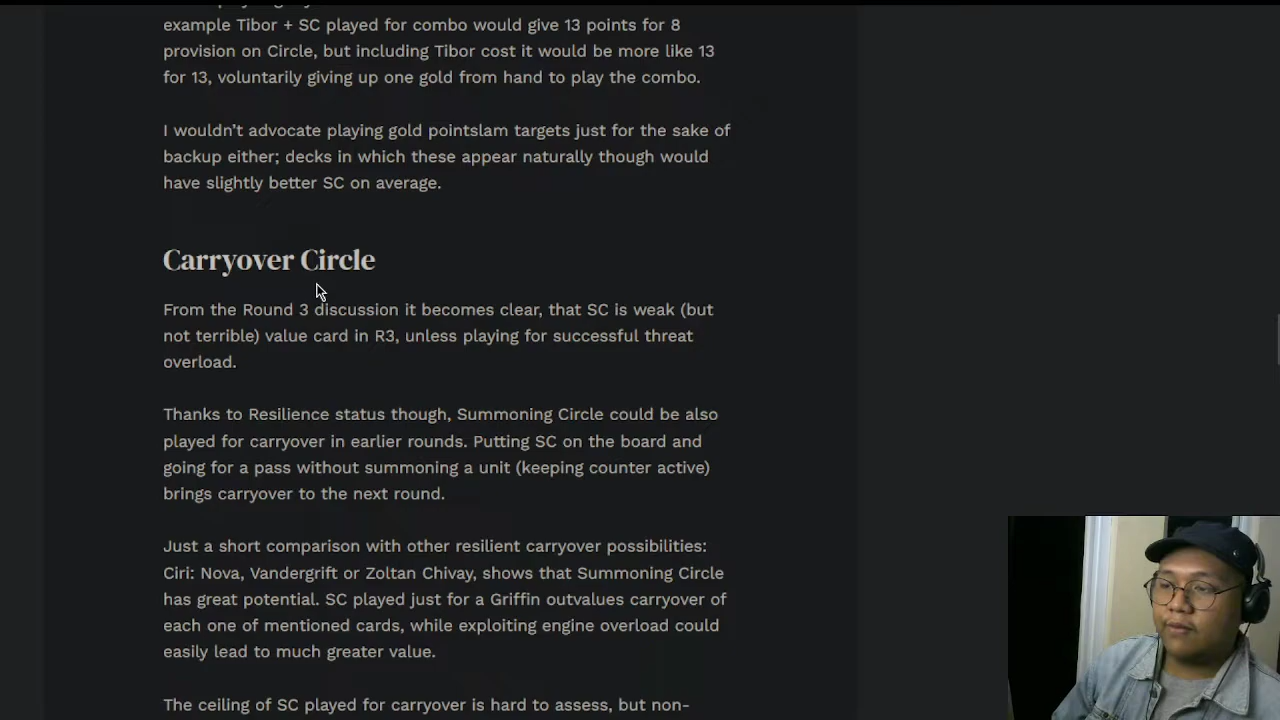 example Tibor + SC played for combo would give 13 points for 8
provision on Circle, but including Tibor cost it would be more like 13
for 13, voluntarily giving up one gold from hand to play the combo.
I wouldn't advocate playing gold pointslam targets just for the sake of
backup either; decks in which these appear naturally though would
have slightly better SC on average.
Carryover Circle
From the Round 3 discussion it becomes clear, that SC is weak (but
not terrible) value card in R3, unless playing for successful threat
overload.
Thanks to Resilience status though, Summoning Circle could be also
played for carryover in earlier rounds. Putting SC on the board and
going for a pass without summoning a unit (keeping counter active)
brings carryover to the next round.
Just a short comparison with other resilient carryover possibilities:
Ciri: Nova, Vandergrift or Zoltan Chivay, shows that Summoning Circle
has great potential. SC played just for a Griffin outvalues carryover of
each one of mentioned cards, while exploiting engine overload could
easily lead to much greater value.
The ceiling of SC played for carryover is hard to assess, but non-